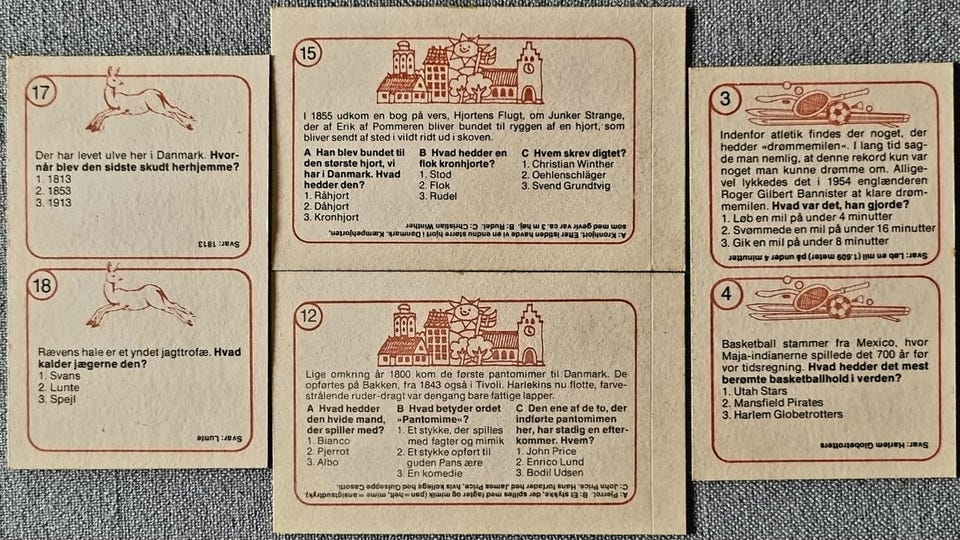 17
Der har levet ulve her i Danmark. Hvor-
når blev den sidste skudt herhjemme?
1. 1813
2. 1853
3. 1913
Svar: 1813
18
Rævens hale er et yndet jagttrofæ. Hvad
kalder jægerne den?
1. Svans
2. Lunte
3. Spejl
Svar: Lunte
15
I 1855 udkom en bog på vers, Hjortens Flugt, om Junker Strange,
der af Erik af Pommeren bliver bundet til ryggen af en hjort, som
bliver sendt af sted i vildt ridt ud i skoven.
A Han blev bundet til
den største hjort, vi
har i Danmark. Hvad
hedder den?
1. Råhjort
2. Dåhjort
3. Kronhjort
B Hvad hedder en
flok kronhjorte?
1. Stod
2. Flok
3. Rudel
C Hvem skrev digtet?
1. Christian Winther
2. Oehlenschläger
3. Svend Grundtvig
A: Kronhjort. Efter istiden havde vi en endnu større hjort i Danmark, Kæmpehjorten,
som med gevir var ca. 3 m høj. B: Rudel. C: Christian Winther
12
Lige omkring år 1800 kom de første pantomimer til Danmark. De
opførtes på Bakken, fra 1843 også i Tivoli. Harlekins nu flotte, farve-
strålende ruder-dragt var dengang bare fattige lapper.
A Hvad hedder
den hvide mand,
der spiller med?
1. Bianco
2. Pjerrot
3. Albo
B Hvad betyder ordet
»Pantomime«?
1. Et stykke, der spilles
med fagter og mimik
2. Et stykke opført til
guden Pans ære
3. En komedie
C Den ene af de to, der
indførte pantomimen
her, har stadig en efter-
kommer. Hvem?
1. John Price
2. Enrico Lund
3. Bodil Udsen
A: Pjerrot. B: Et stykke, der spilles med fagter og mimik (pan=helt, mime = ansigtsudtryk)
C: John Price. Hans forfader hed James Price, hvis kollega hed Guiseppe Casorti.
3
Indenfor atletik findes der noget, der
hedder «drømmemilen». I lang tid sag-
de man nemlig, at denne rekord kun var
noget man kunne drømme om. Allige-
vel lykkedes det i 1954 englænderen
Roger Gilbert Bannister at klare drøm-
memilen. Hvad var det, han gjorde?
1. Løb en mil på under 4 minutter
2. Svømmede en mil på under 16 minutter
3. Gik en mil på under 8 minutter
Svar: Løb en mil (1.609 meter) på under 4 minutter
4
Basketball stammer fra Mexico, hvor
Maja-indianerne spillede det 700 år før
vor tidsregning. Hvad hedder det mest
berømte basketballhold i verden?
1. Utah Stars
2. Mansfield Pirates
3. Harlem Globetrotters
Svar: Harlem Globetrotters